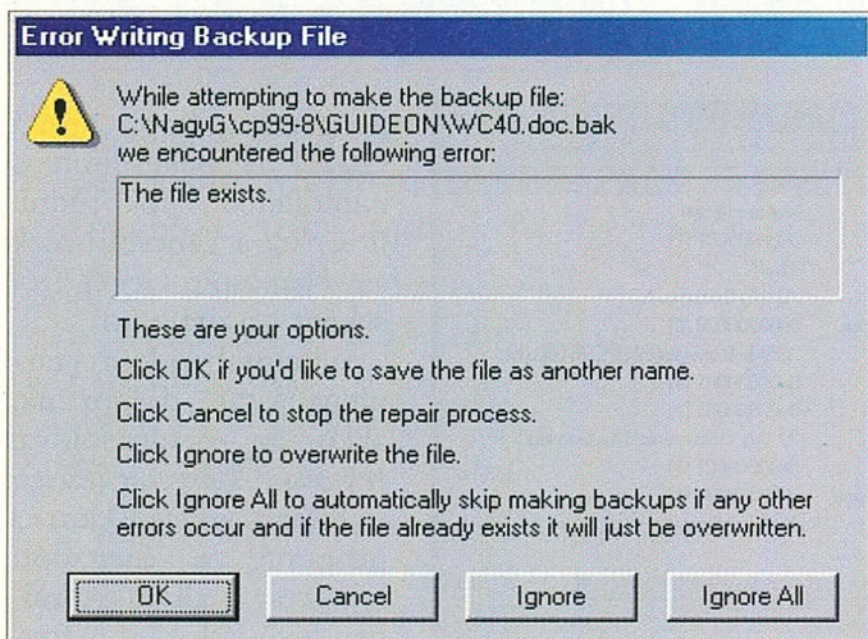 Error Writing Backup File
While attempting to make the backup file:
C:\NagyG\cp99-8\GUIDEON\WC40.doc.bak
we encountered the following error:
The file exists.
These are your options.
Click OK if you'd like to save the file as another name.
Click Cancel to stop the repair process.
Click Ignore to overwrite the file.
Click Ignore All to automatically skip making backups if any other
errors occur and if the file already exists it will just be overwritten.
OK
Cancel
Ignore
Ignore All